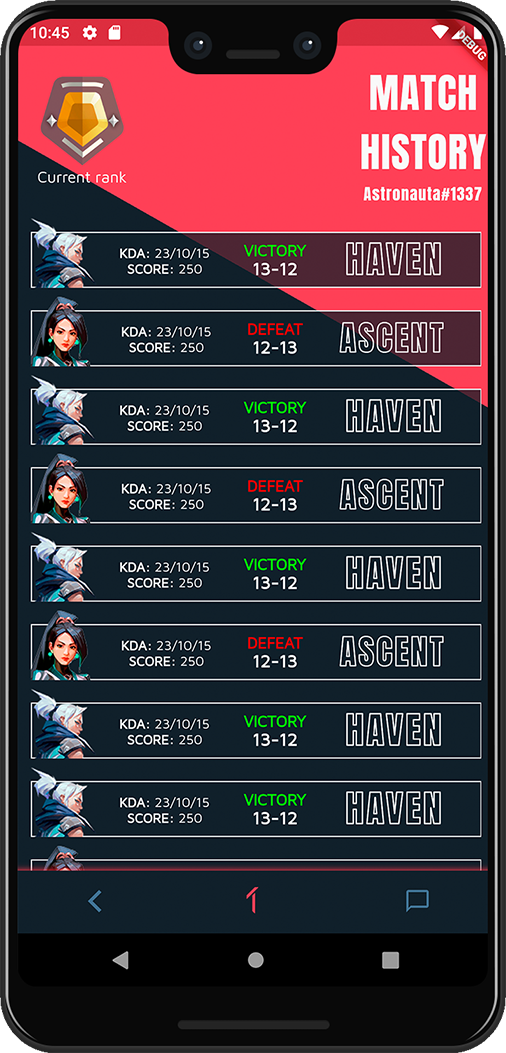 10:45
DEBUG
MATCH
HISTORY
Astronauta#1337
Current rank
KDA: 23/10/15
SCORE: 250
VICTORY
13-12
HAVEN
KDA: 23/10/15
SCORE: 250
DEFEAT
12-13
ASCENT
KDA: 23/10/15
SCORE: 250
VICTORY
13-12
HAVEN
KDA: 23/10/15
SCORE: 250
DEFEAT
12-13
ASCENT
KDA: 23/10/15
SCORE: 250
VICTORY
13-12
HAVEN
KDA: 23/10/15
SCORE: 250
DEFEAT
12-13
ASCENT
KDA: 23/10/15
SCORE: 250
VICTORY
13-12
HAVEN
KDA: 23/10/15
SCORE: 250
VICTORY
13-12
HAVEN
1